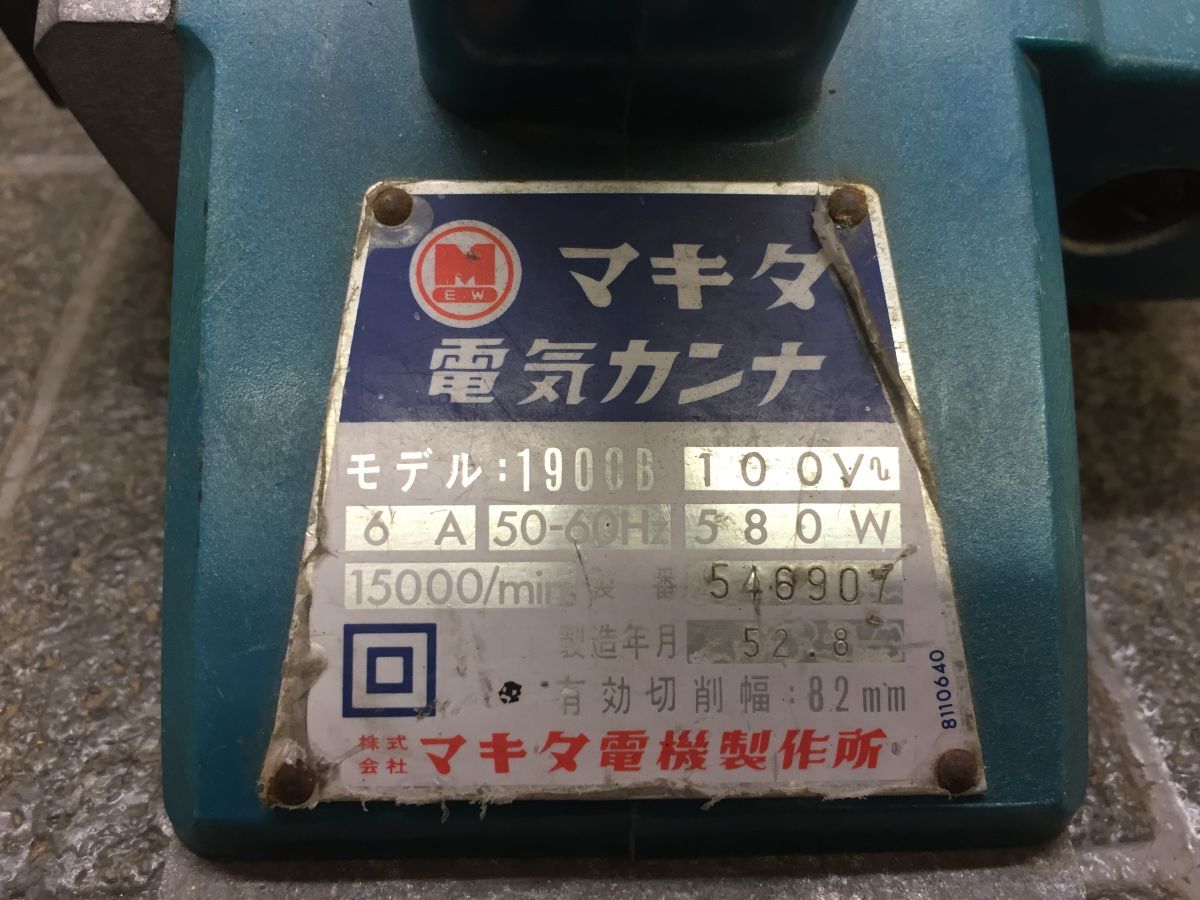 M
E W
マキタ
電気カンナ
モデル:1900B 100V~
6 A 50-60Hz 580W
15000/min 製番 546907
製造年月 52.8
有効切削幅:82mm
株式会社 マキタ電機製作所
8110640